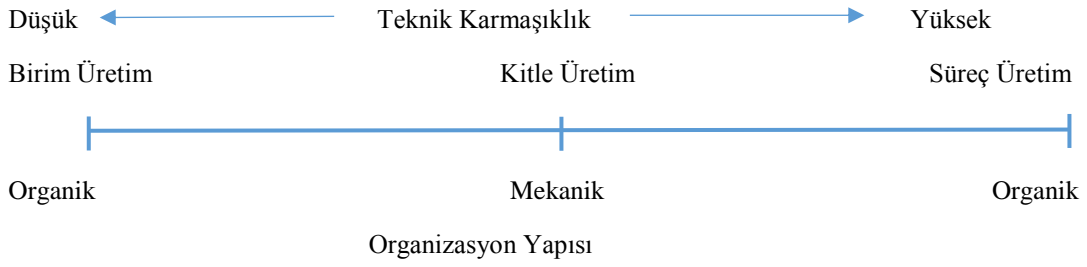 Düşük Teknik Karmaşıklık Yüksek
Birim Üretim Kitle Üretim Süreç Üretim
Organik Mekanik Organik
Organizasyon Yapısı